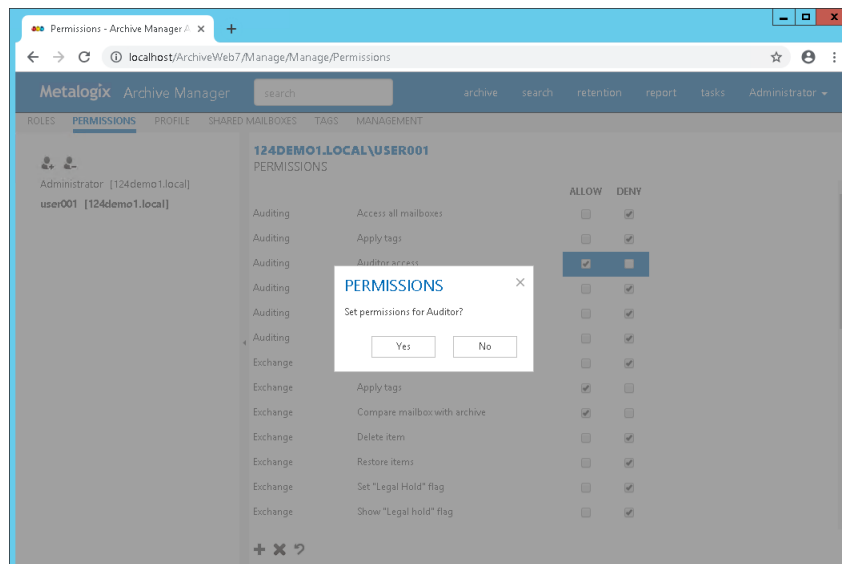 Permissions - Archive Manager A
localhost/ArchiveWeb7/Manage/Manage/Permissions
Metalogix Archive Manager search archive search retention report tasks Administrator
ROLES PERMISSIONS PROFILE SHARED MAILBOXES TAGS MANAGEMENT
Administrator [124demo1.local]
user001 [124demo1.local]
124DEMO1.LOCAL\USER001
PERMISSIONS
ALLOW DENY
Auditing Access all mailboxes
Auditing Apply tags
Auditing Auditor access
Auditing
Auditing
Auditing
Exchange
Exchange Apply tags
Exchange Compare mailbox with archive
Exchange Delete item
Exchange Restore items
Exchange Set "Legal Hold" flag
Exchange Show "Legal hold" flag
PERMISSIONS
Set permissions for Auditor?
Yes No